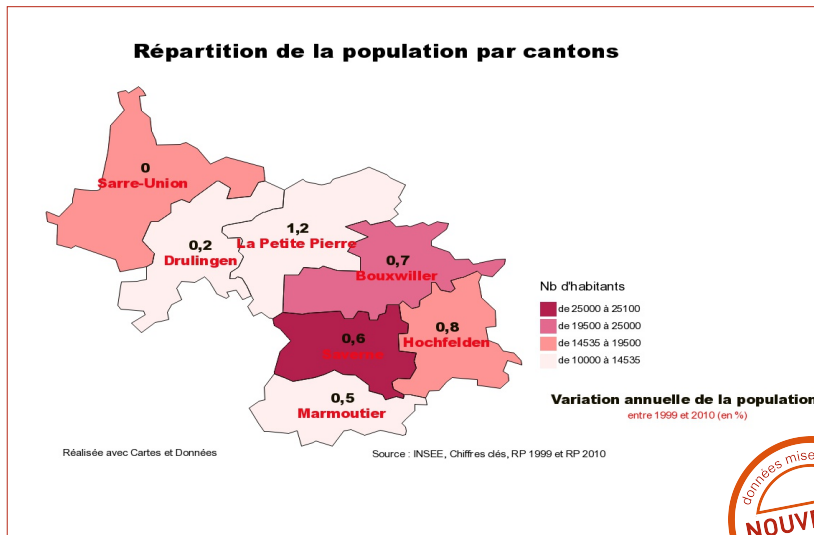 Répartition de la population par cantons
0
Sarre-Union
1,2
La Petite Pierre
0,2
Drulingen
0,7
Bouxwiller
0,8
Hochfelden
0,6
0,5
Marmoutier
Nb d'habitants
de 25000 à 25100
de 19500 à 25000
de 14535 à 19500
de 10000 à 14535
Variation annuelle de la population
entre 1999 et 2010 (en %)
Réalisée avec Cartes et Données
Source : INSEE, Chiffres clés, RP 1999 et RP 2010
données mise
NOUVE